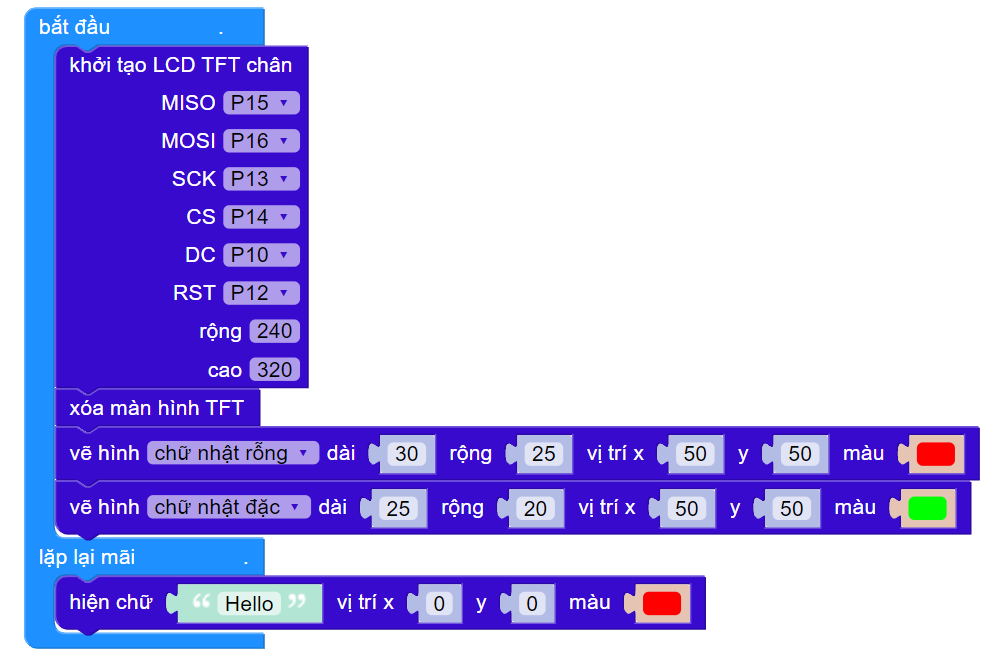 bắt đầu .
khởi tạo LCD TFT chân
MISO P15
MOSI P16
SCK P13
CS P14
DC P10
RST P12
rộng 240
cao 320
xóa màn hình TFT
vẽ hình chữ nhật rỗng dài 30 rộng 25 vị trí x 50 y 50 màu
vẽ hình chữ nhật đặc dài 25 rộng 20 vị trí x 50 y 50 màu
lặp lại mãi .
hiện chữ “ Hello ” vị trí x 0 y 0 màu